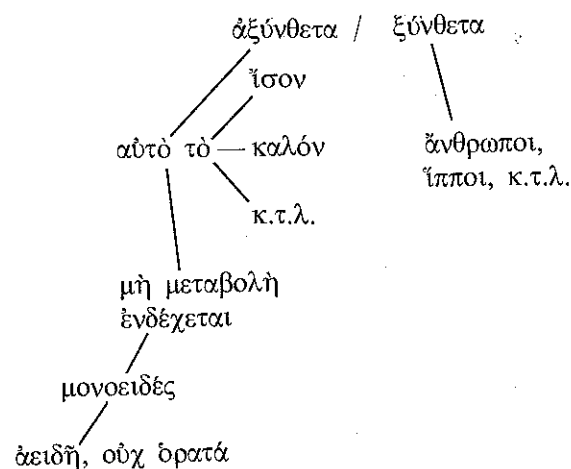 ἀξύνθετα / ξύνθετα
ἴσον
αὐτὸ τὸ — καλόν
ἄνθρωποι,
ἵπποι, κ.τ.λ.
κ.τ.λ.
μὴ μεταβολὴ
ἐνδέχεται
μονοειδές
ἀειδῆ, οὐχ ὁρατά